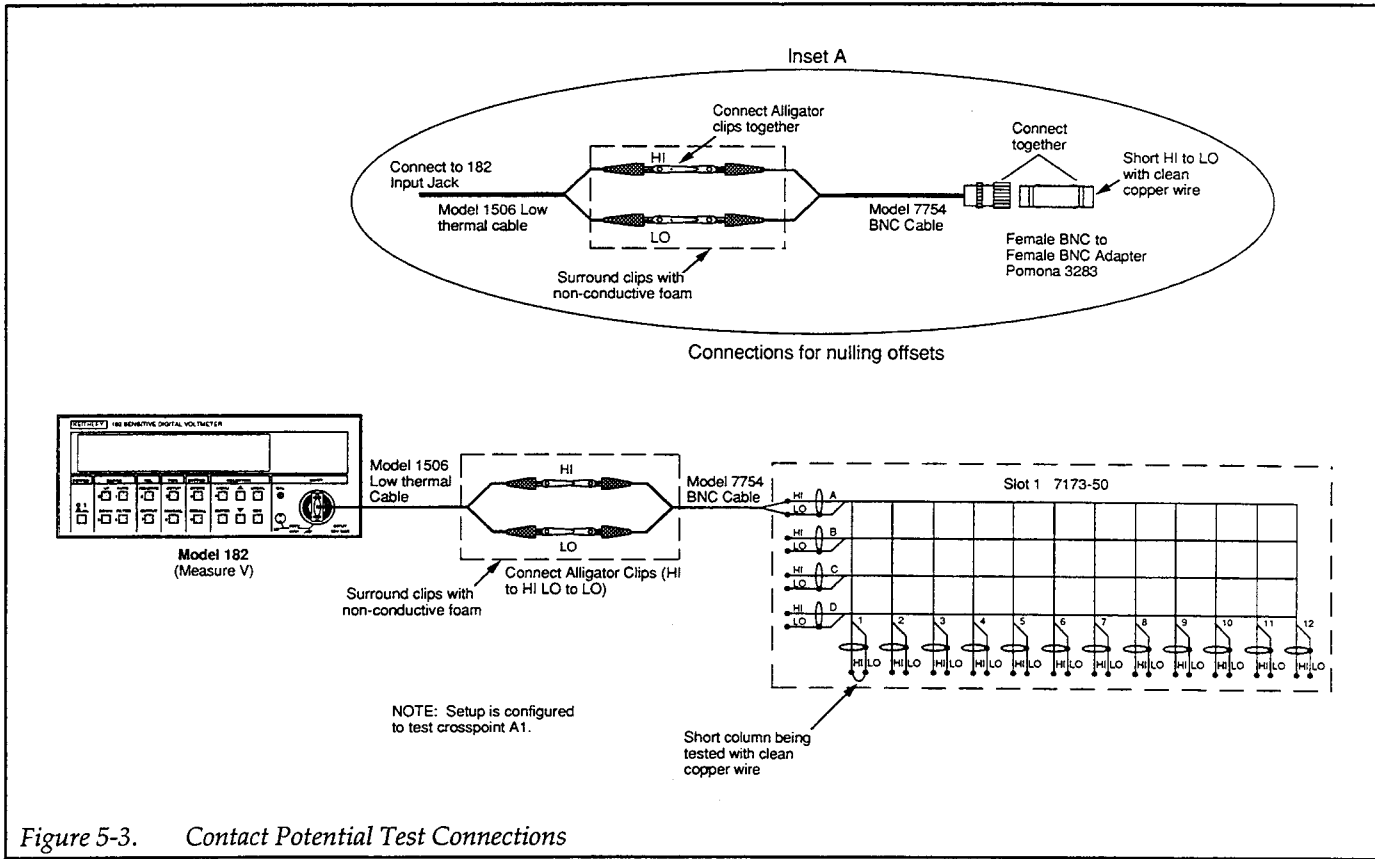 Inset A
Connect Alligator
clips together
HI
Connect to 182
Input Jack
Model 1506 Low
thermal cable
LO
Surround clips with
non-conductive foam
Connect
together
Short HI to LO
with clean
copper wire
Model 7754
BNC Cable
Female BNC to
Female BNC Adapter
Pomona 3283
Connections for nulling offsets
KEITHLEY 182 SENSITIVE DIGITAL VOLTMETER
Model 182
(Measure V)
Model 1506
Low thermal
Cable
HI
LO
Model 7754
BNC Cable
Surround clips with
non-conductive foam
Connect Alligator Clips (HI
to HI LO to LO)
Slot 1 7173-50
HI A
LO
HI B
LO
HI C
LO
HI D
LO
1 2 3 4 5 6 7 8 9 10 11 12
HI LO HI LO HI LO HI LO HI LO HI LO HI LO HI LO HI LO HI LO HI LO HI LO
NOTE: Setup is configured
to test crosspoint A1.
Short column being
tested with clean
copper wire
Figure 5-3. Contact Potential Test Connections